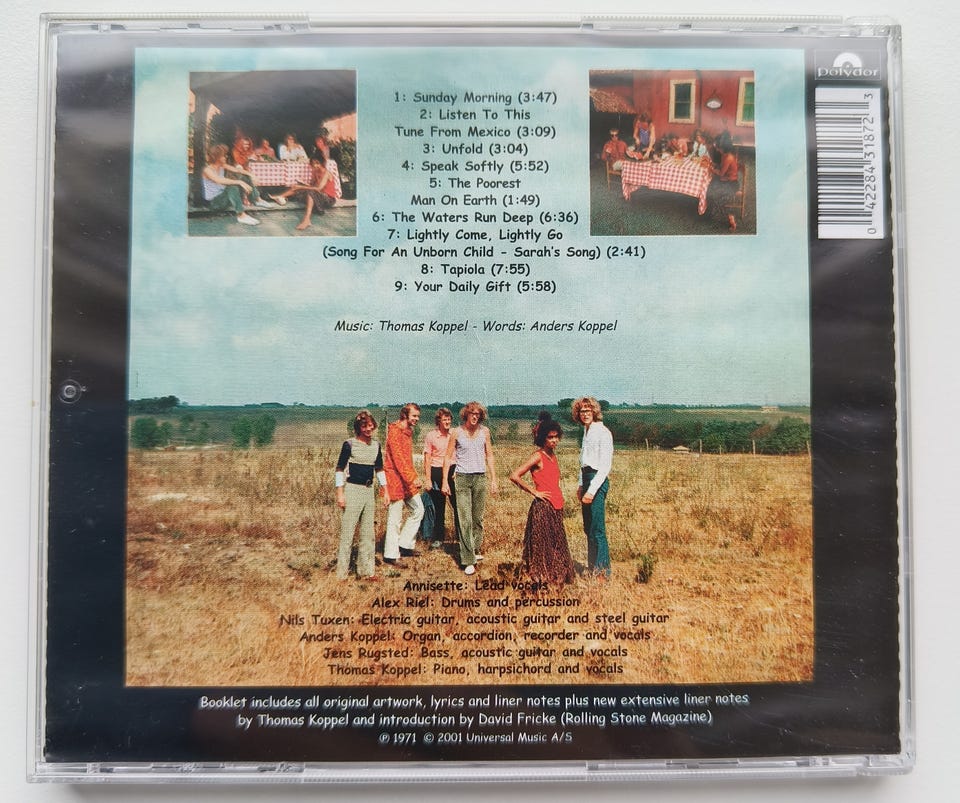 polydor
1: Sunday Morning (3:47)
2: Listen To This
Tune From Mexico (3:09)
3: Unfold (3:04)
4: Speak Softly (5:52)
5: The Poorest
Man On Earth (1:49)
6: The Waters Run Deep (6:36)
7: Lightly Come, Lightly Go
(Song For An Unborn Child - Sarah's Song) (2:41)
8: Tapiola (7:55)
9: Your Daily Gift (5:58)
0 42284 31872 3
Music: Thomas Koppel - Words: Anders Koppel
Annisette: Lead vocals
Alex Riel: Drums and percussion
Nils Tuxen: Electric guitar, acoustic guitar and steel guitar
Anders Koppel: Organ, accordion, recorder and vocals
Jens Rugsted: Bass, acoustic guitar and vocals
Thomas Koppel: Piano, harpsichord and vocals
Booklet includes all original artwork, lyrics and liner notes plus new extensive liner notes
by Thomas Koppel and introduction by David Fricke (Rolling Stone Magazine)
℗ 1971 © 2001 Universal Music A/S